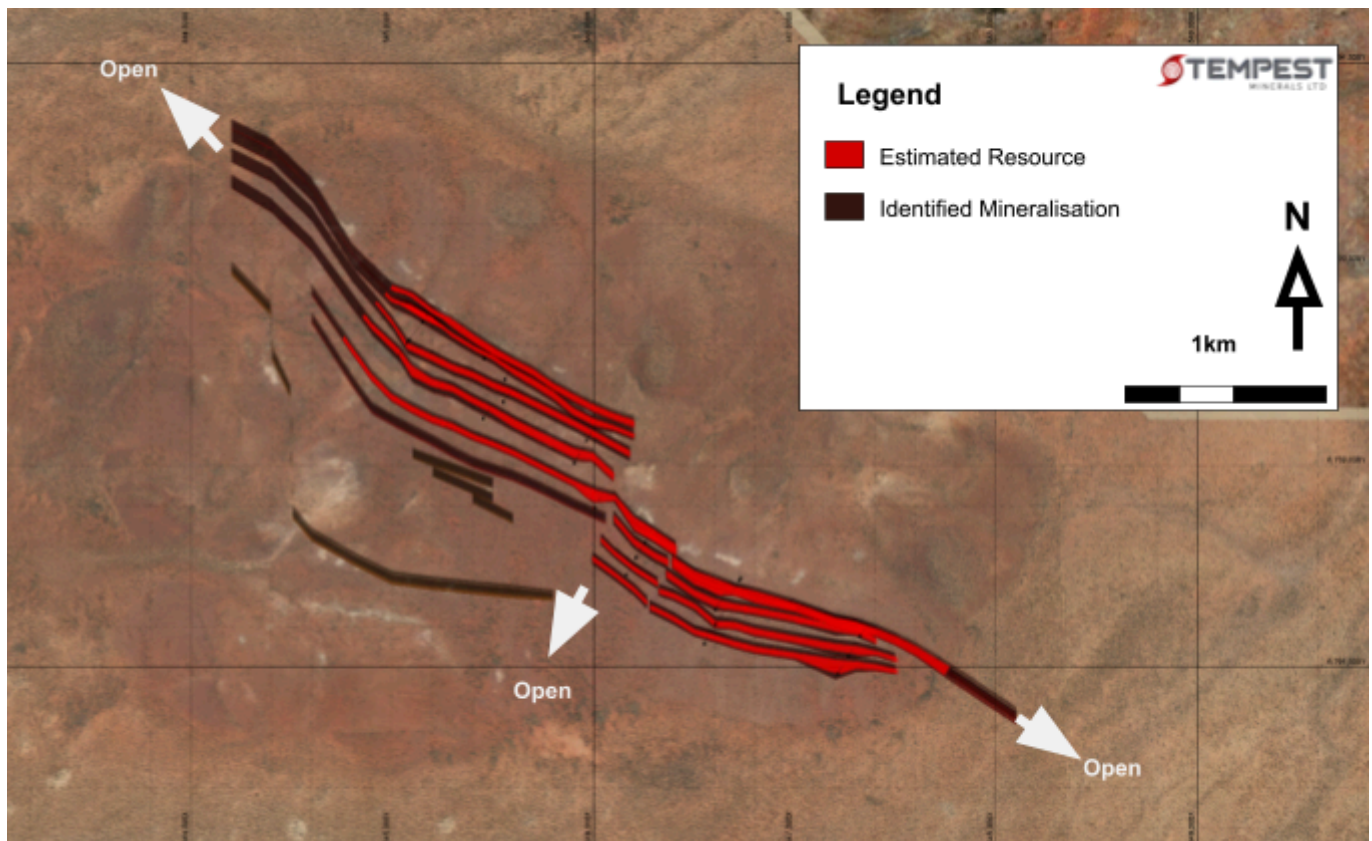 Open
TEMPEST
MINERALS LTD
Legend
Estimated Resource
Identified Mineralisation
N
1km
Open
Open